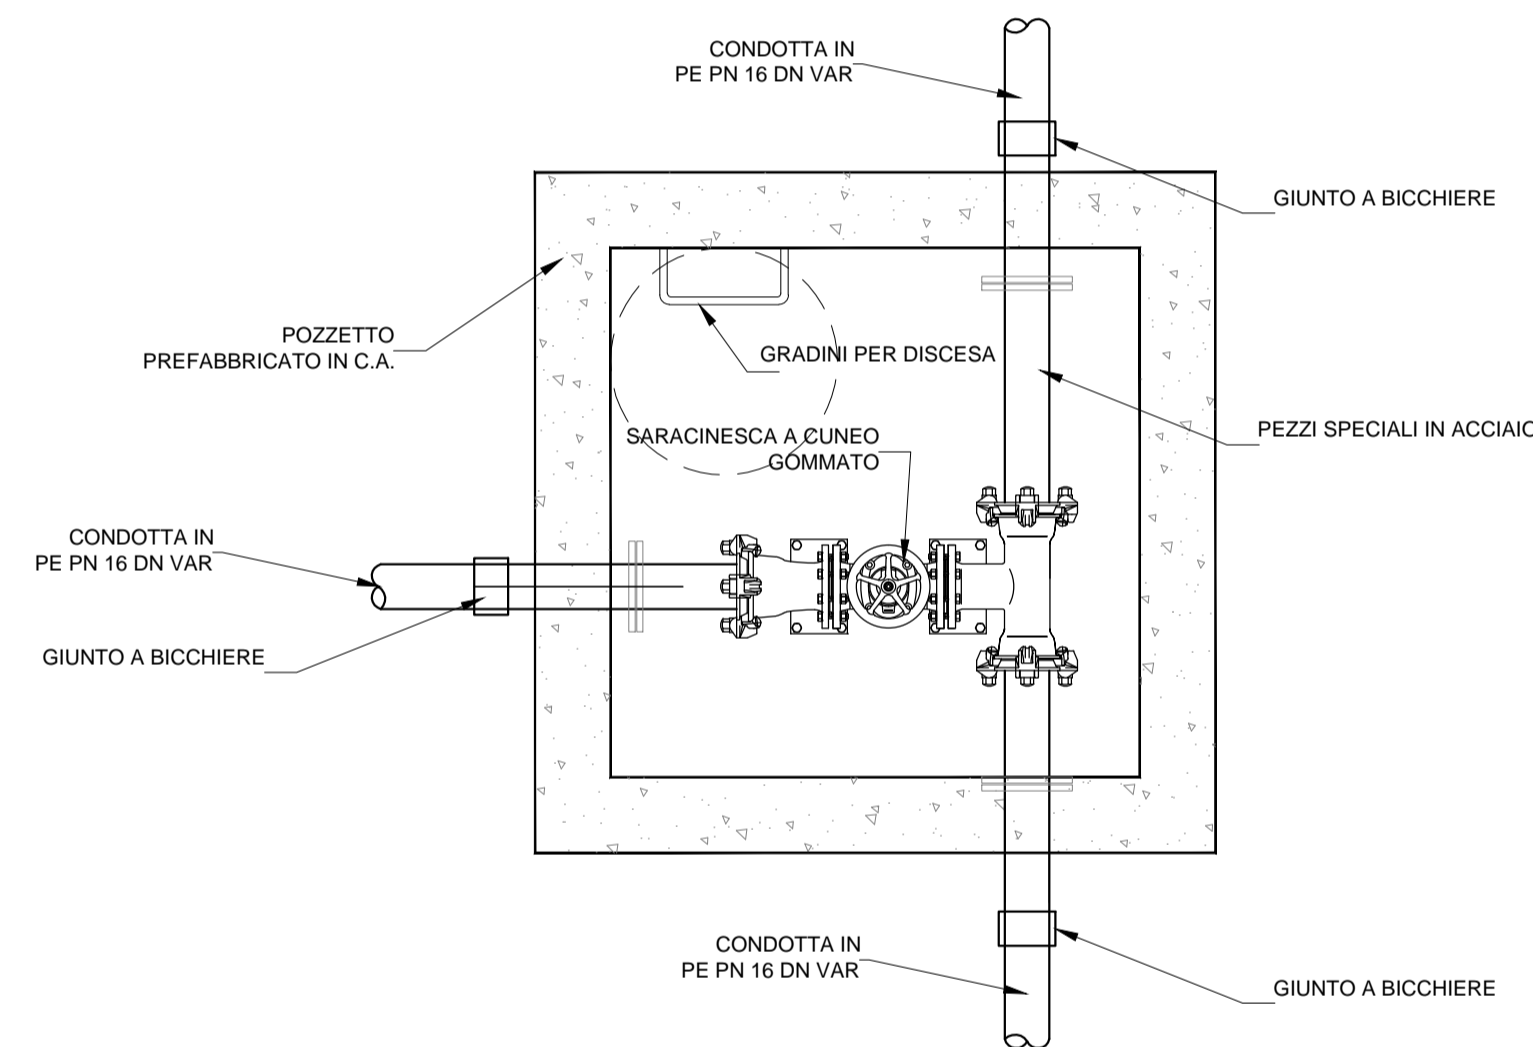 CONDOTTA IN
PE PN 16 DN VAR
GIUNTO A BICCHIERE
POZZETTO
PREFABBRICATO IN C.A.
GRADINI PER DISCESA
SARACINESCA A CUNEO
GOMMATO
PEZZI SPECIALI IN ACCIAIO
CONDOTTA IN
PE PN 16 DN VAR
GIUNTO A BICCHIERE
CONDOTTA IN
PE PN 16 DN VAR
GIUNTO A BICCHIERE